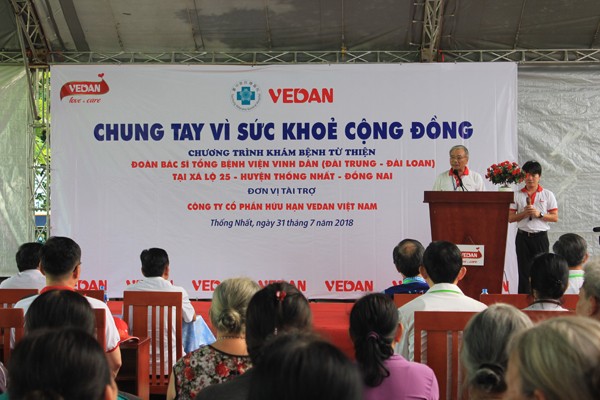 VEDAN
love - care
VEDAN
CHUNG TAY VÌ SỨC KHOẺ CỘNG ĐỒNG
CHƯƠNG TRÌNH KHÁM BỆNH TỪ THIỆN
ĐOÀN BÁC SĨ TỔNG BỆNH VIỆN VINH DÂN (ĐÀI TRUNG - ĐÀI LOAN)
TẠI XÃ LỘ 25 - HUYỆN THỐNG NHẤT - ĐỒNG NAI
ĐƠN VỊ TÀI TRỢ
CÔNG TY CỔ PHẦN HỮU HẠN VEDAN VIỆT NAM
Thống Nhất, ngày 31 tháng 7 năm 2018
VEDAN
VEDAN
VEDAN
VEDAN